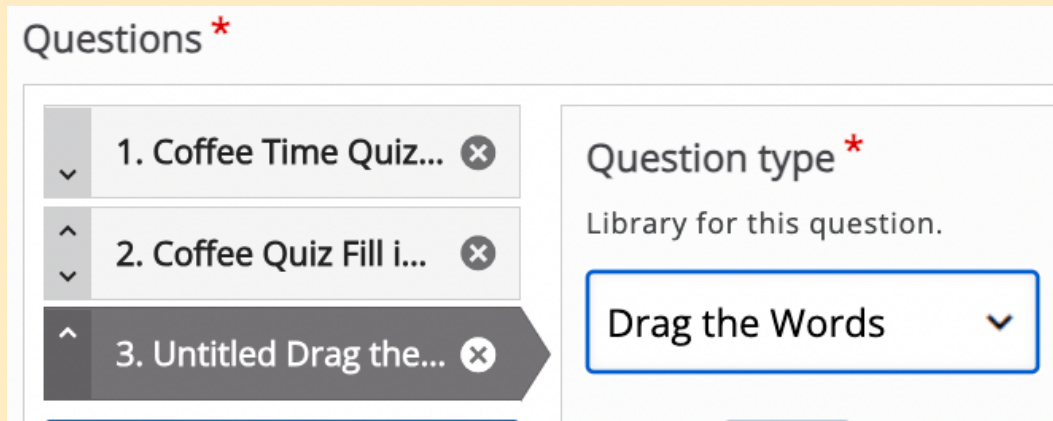 Questions *
1. Coffee Time Quiz...
2. Coffee Quiz Fill i...
3. Untitled Drag the...
Question type *
Library for this question.
Drag the Words